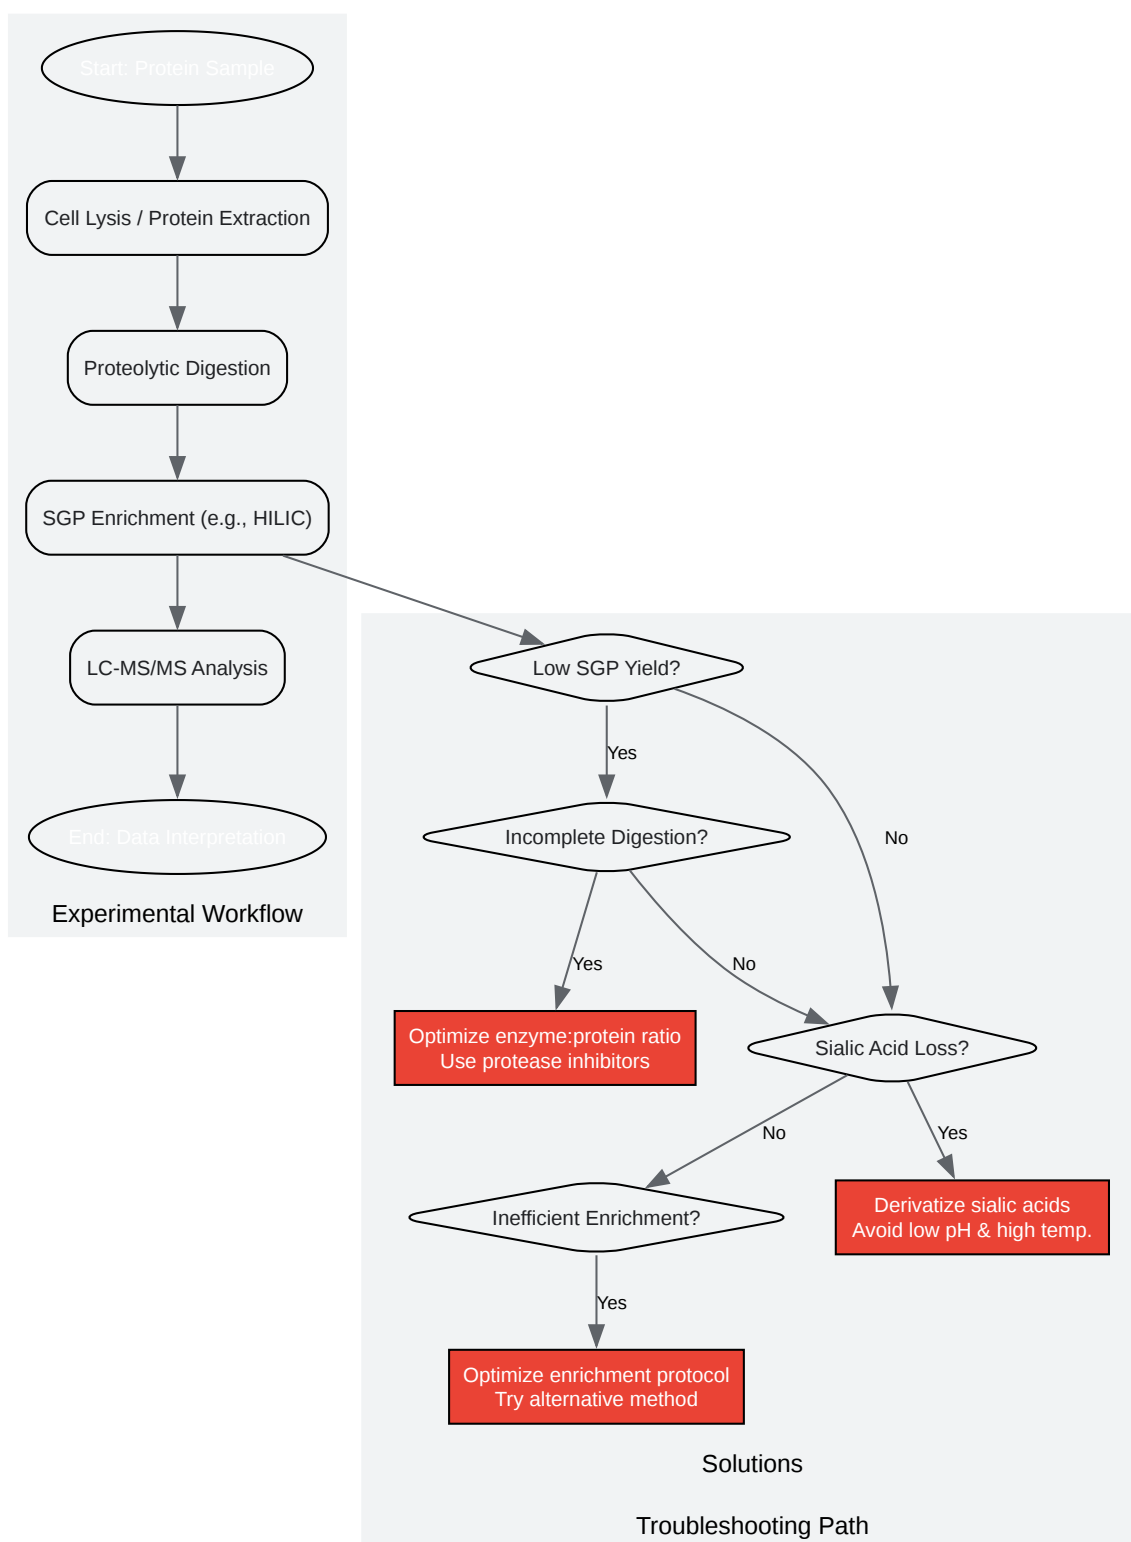 Start: Protein Sample
Cell Lysis / Protein Extraction
Proteolytic Digestion
SGP Enrichment (e.g., HILIC)
LC-MS/MS Analysis
End: Data Interpretation
Experimental Workflow
Low SGP Yield?
Yes
No
Incomplete Digestion?
Yes
No
Optimize enzyme:protein ratio
Use protease inhibitors
Sialic Acid Loss?
No
Yes
Inefficient Enrichment?
Derivatize sialic acids
Avoid low pH & high temp.
Yes
Optimize enrichment protocol
Try alternative method
Solutions
Troubleshooting Path